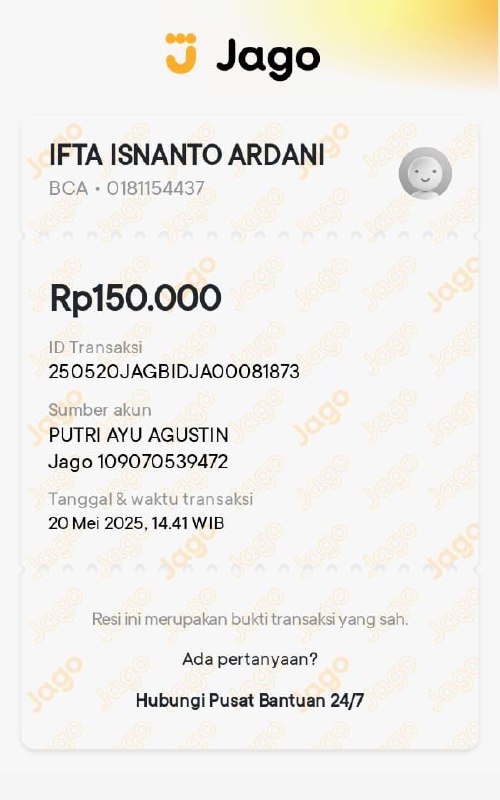 Jago
IFTA ISNANTO ARDANI
BCA • 0181154437
Rp150.000
ID Transaksi
250520JAGBIDJA00081873
Sumber akun
PUTRI AYU AGUSTIN
Jago 109070539472
Tanggal & waktu transaksi
20 Mei 2025, 14.41 WIB
Resi ini merupakan bukti transaksi yang sah.
Ada pertanyaan?
Hubungi Pusat Bantuan 24/7